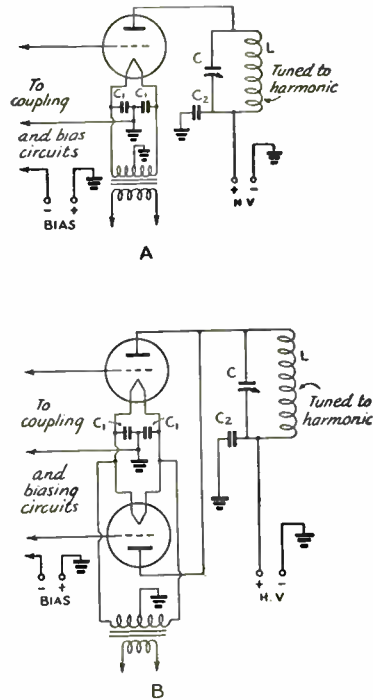 C
L
Tuned to
harmonic
C₁ C₁
C₂
To
coupling
and bias
circuits
- +
BIAS
+ -
H V
A
C
L
Tuned to
harmonic
C₂
To
coupling
C₁ C₁
and
biasing
circuits
- +
BIAS
+ -
H.V
B